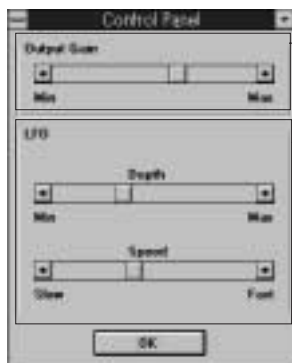 Control Panel
Output Gain
Min Max
LFO
Depth
Min Max
Speed
Slow Fast
OK